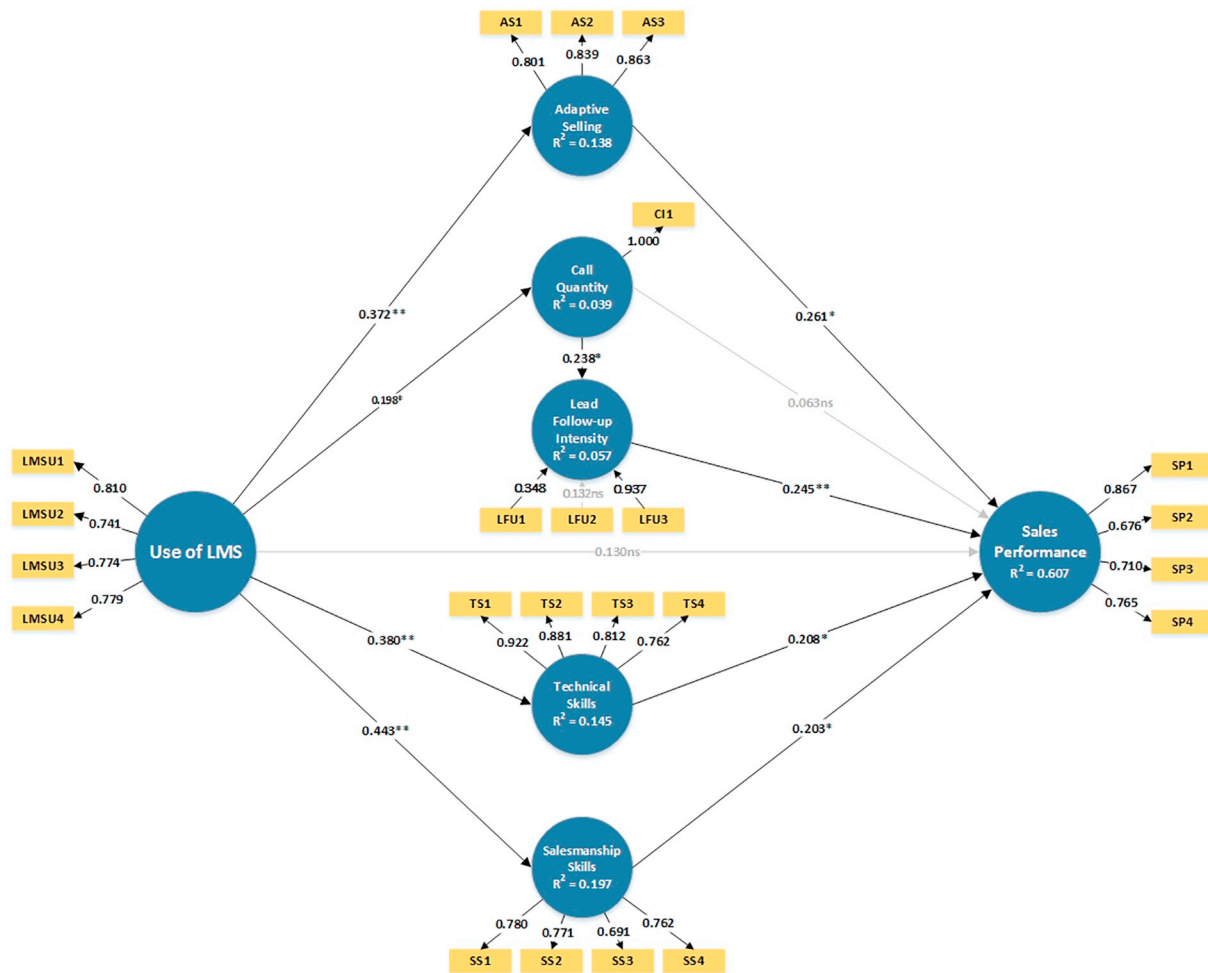 AS1 AS2 AS3
0.801 0.839 0.863
Adaptive
Selling
R² = 0.138
CI1
1.000
Call
Quantity
R² = 0.039
0.372**
0.261*
0.238*
0.198*
0.063ns
Lead
Follow-up
Intensity
R² = 0.057
0.348 0.132ns 0.937
LFU1 LFU2 LFU3
0.245**
LMSU1
0.810
LMSU2
0.741
LMSU3
0.774
LMSU4
0.779
Use of LMS
0.130ns
Sales
Performance
R² = 0.607
SP1
0.867
SP2
0.676
SP3
0.710
SP4
0.765
TS1 TS2 TS3 TS4
0.922 0.881 0.812 0.762
0.380**
0.208*
Technical
Skills
R² = 0.145
0.443**
0.203*
Salesmanship
Skills
R² = 0.197
0.780 0.771 0.691 0.762
SS1 SS2 SS3 SS4